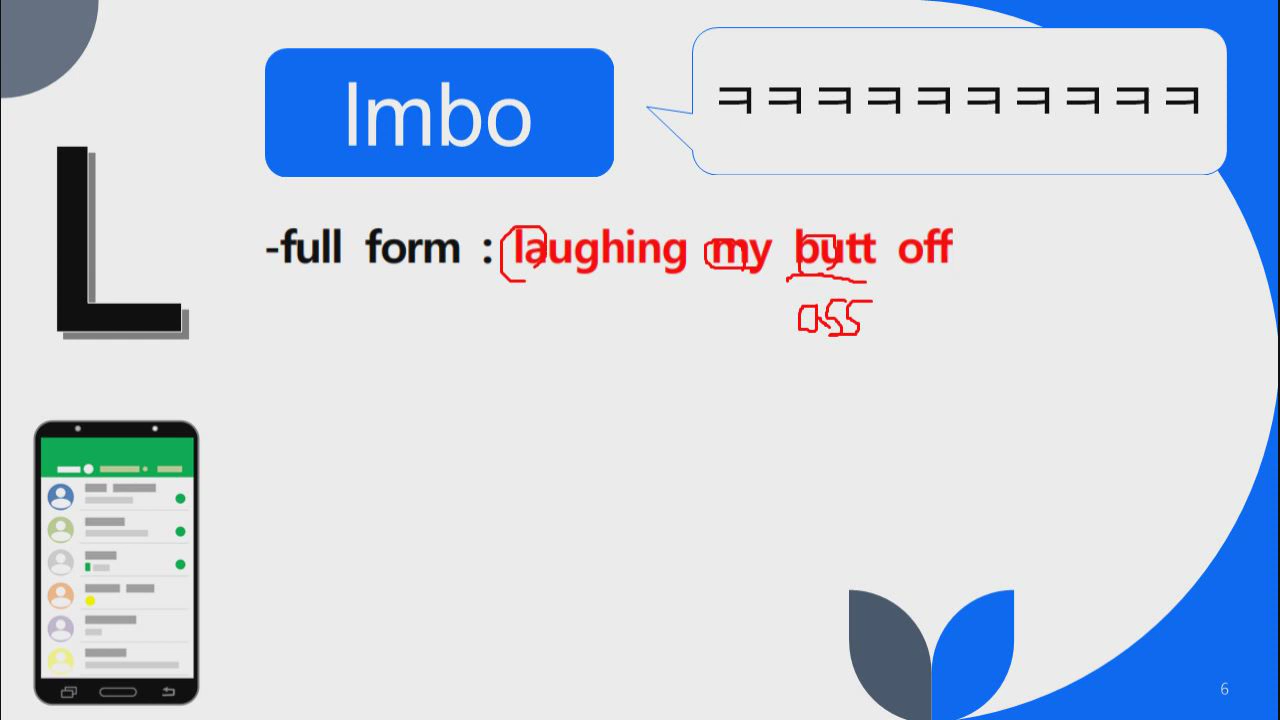 lmbo
ㅋㅋㅋㅋㅋㅋㅋㅋㅋㅋ
L
-full form : laughing my butt off
ass
6